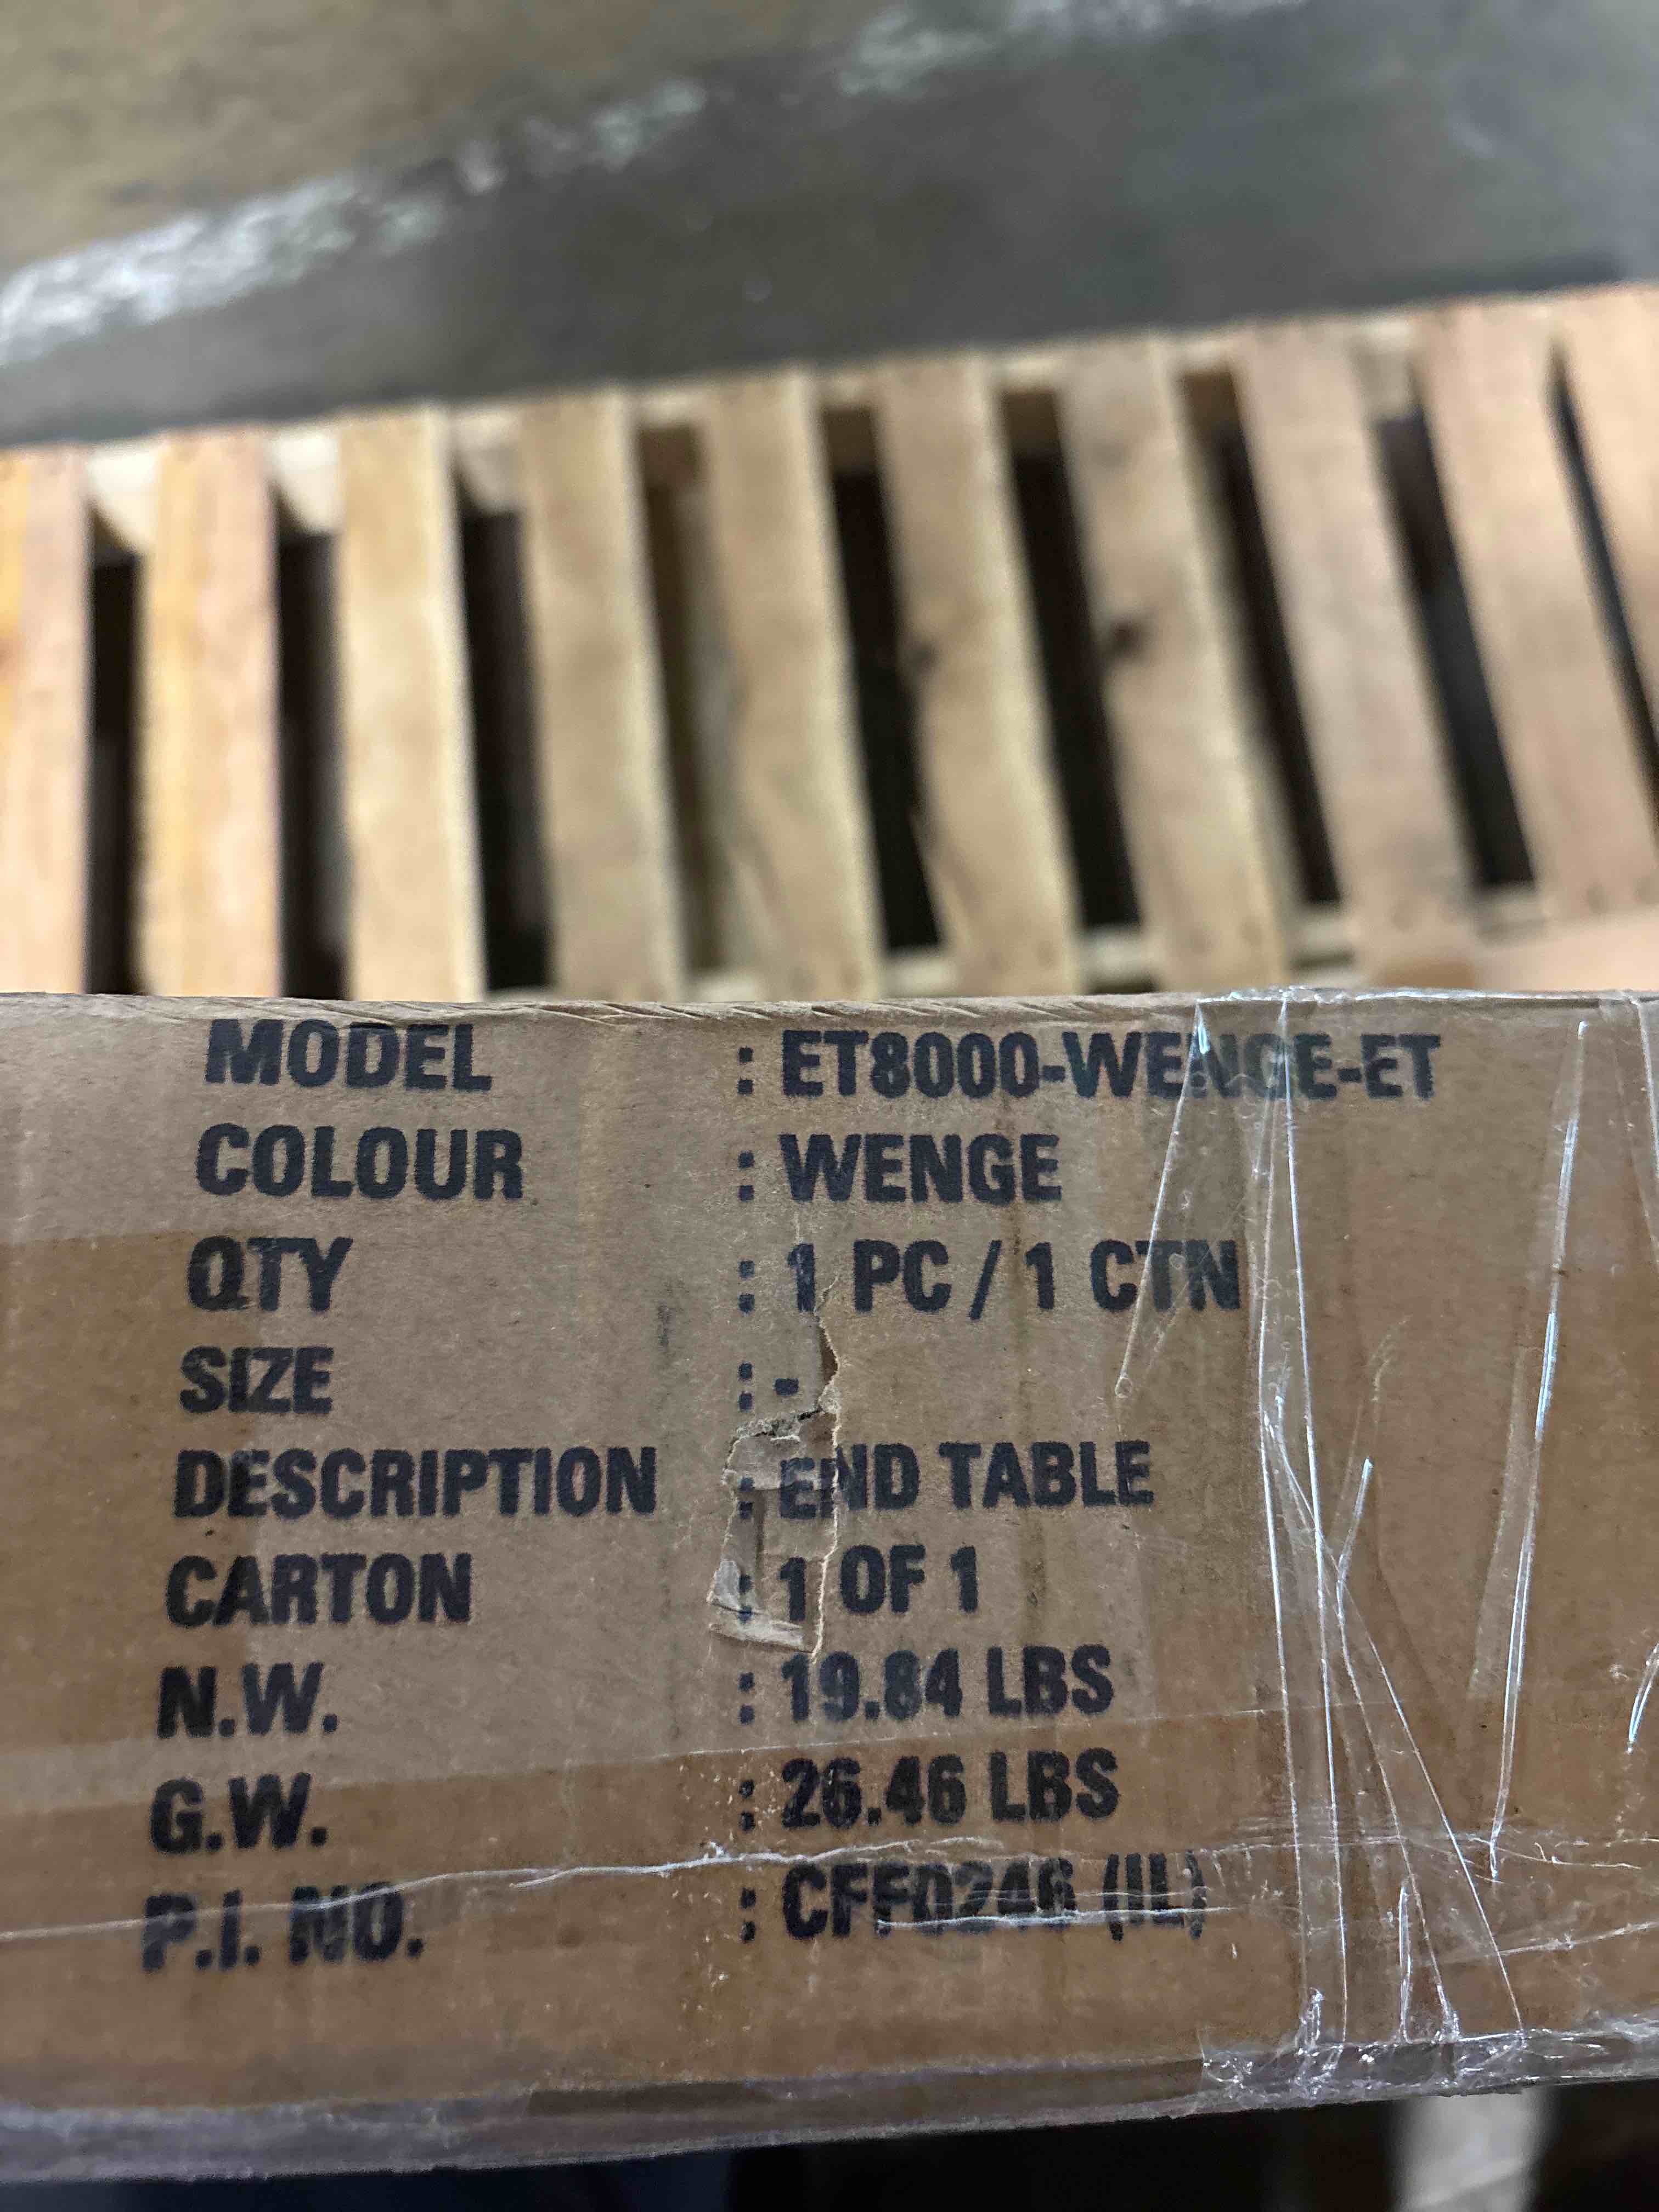 MODEL : ET8000-WENGE-ET
COLOUR : WENGE
QTY : 1 PC / 1 CTN
SIZE : -
DESCRIPTION : END TABLE
CARTON : 1 OF 1
N.W. : 19.84 LBS
G.W. : 26.46 LBS
P.I. NO. : CFF0246 (IL)